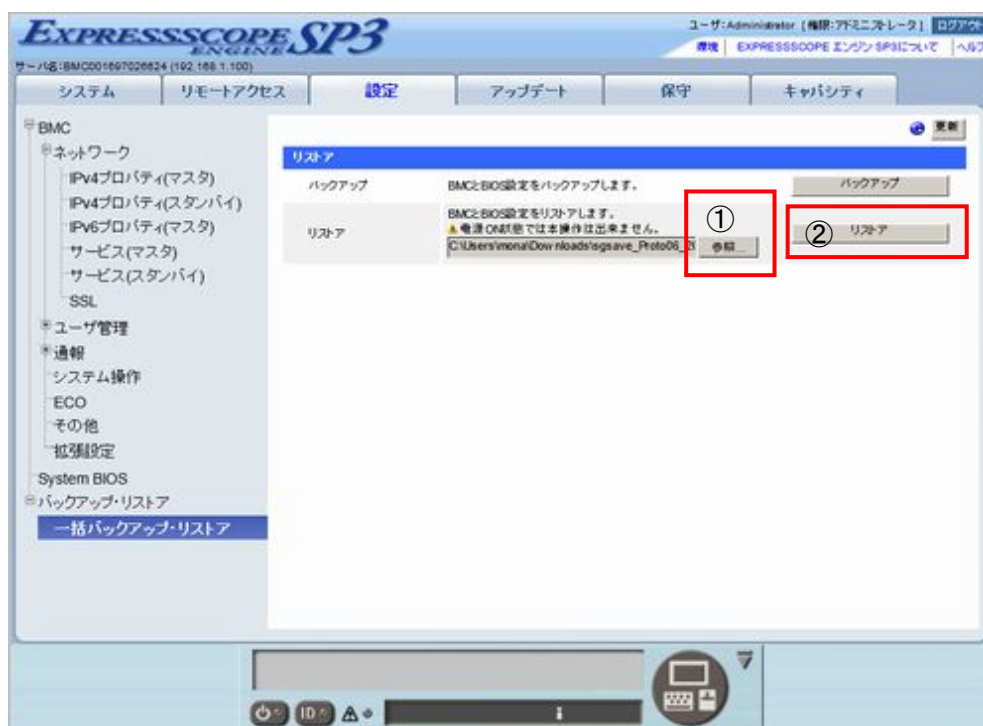 EXPRESSSCOPE
ENGINE SP3
ユーザ:Administrator [権限:アドミニストレータ] ログアウト
環境 EXPRESSSCOPE エンジン SP3について ヘルプ
サーバ名:BMC001697026624 (192.168.1.100)
システム リモートアクセス 設定 アップデート 保守 キャパシティ
BMC
更新
ネットワーク
リストア
IPv4プロパティ(マスタ)
バックアップ BMCとBIOS設定をバックアップします。 バックアップ
IPv4プロパティ(スタンバイ)
IPv6プロパティ(マスタ)
リストア BMCとBIOS設定をリストアします。
電源ON状態では本操作は出来ません。
C:\Users\mona\Downloads\sgsave_Proto06_ 参照...
① ② リストア
サービス(マスタ)
サービス(スタンバイ)
SSL
ユーザ管理
通報
システム操作
ECO
その他
拡張設定
System BIOS
バックアップ・リストア
一括バックアップ・リストア
ID